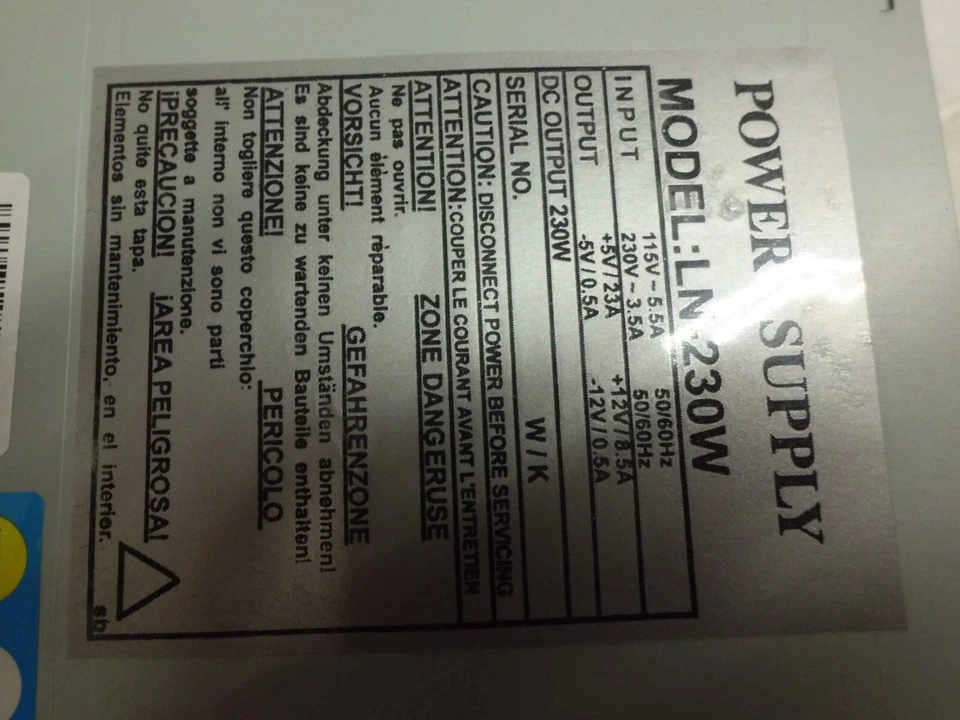 POWER SUPPLY
MODEL:LN-230W
INPUT 115V~5.5A 50/60Hz
230V~3.5A 50/60Hz
OUTPUT +5V/23A +12V/8.5A
-5V/0.5A -12V/0.5A
DC OUTPUT 230W
SERIAL NO. W/K
CAUTION: DISCONNECT POWER BEFORE SERVICING
ATTENTION:COUPER LE COURANT AVANT L'ENTRETIEN
ATTENTION! ZONE DANGERUSE
Ne pas ouvrir.
Aucun èlèment rèparable.
VORSICHT! GEFAHRENZONE
Abdeckung unter keinen Umständen abnehmen!
Es sind keine zu wartenden Bauteile enthalten!
ATTENZIONE! PERICOLO
Non togliere questo coperchio:
all' interno non vi sono parti
soggette a manutenzione.
¡PRECAUCION! ¡AREA PELIGROSA!
No quite esta tapa.
Elementos sin mantenimiento, en el interior.
sb